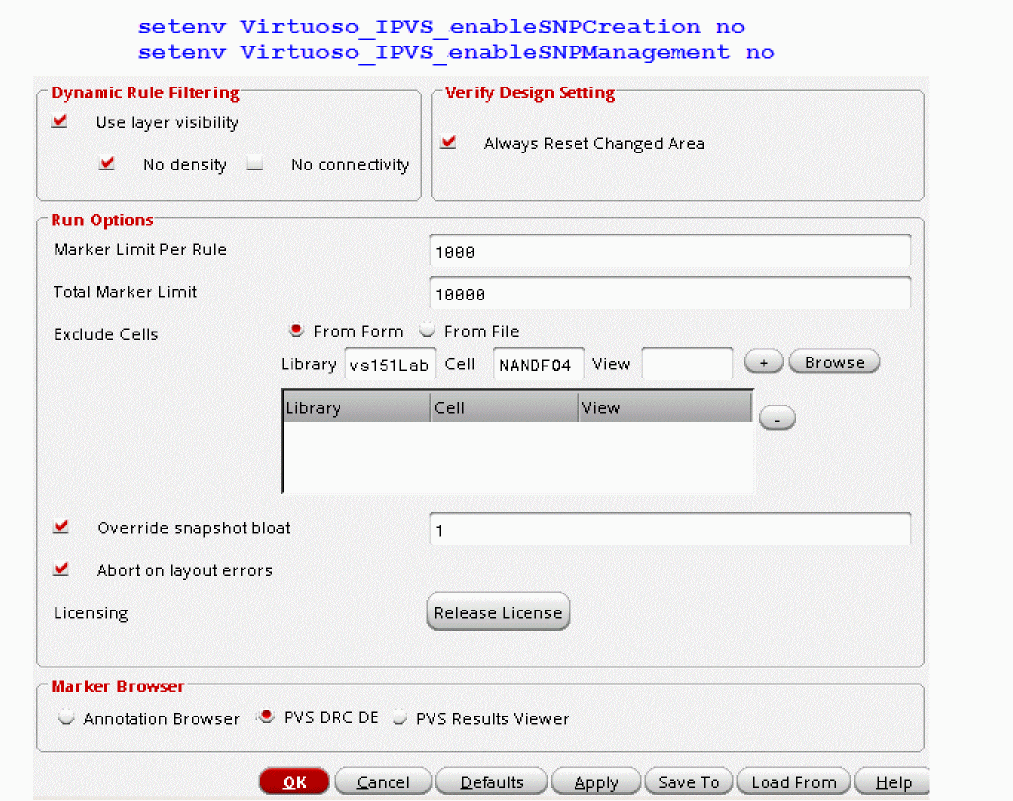 setenv Virtuoso_IPVS_enableSNPCreation no
setenv Virtuoso_IPVS_enableSNPManagement no
Dynamic Rule Filtering
Use layer visibility
No density No connectivity
Verify Design Setting
Always Reset Changed Area
Run Options
Marker Limit Per Rule 1000
Total Marker Limit 10000
Exclude Cells From Form From File
Library vs151Lab Cell NANDF04 View + Browse
Library Cell View -
Override snapshot bloat 1
Abort on layout errors
Licensing Release License
Marker Browser
Annotation Browser PVS DRC DE PVS Results Viewer
OK Cancel Defaults Apply Save To Load From Help